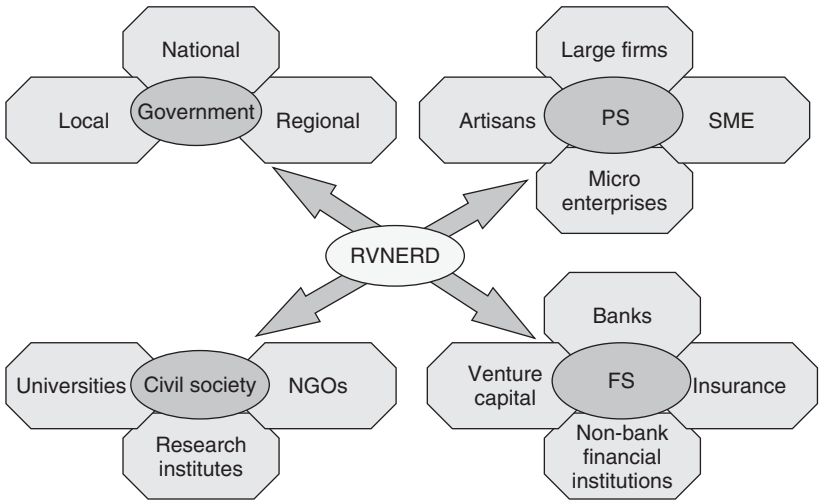 National
Local
Government
Regional
Large firms
Artisans
PS
SME
Micro
enterprises
RVNERD
Universities
Civil society
NGOs
Research
institutes
Banks
Venture
capital
FS
Insurance
Non-bank
financial
institutions